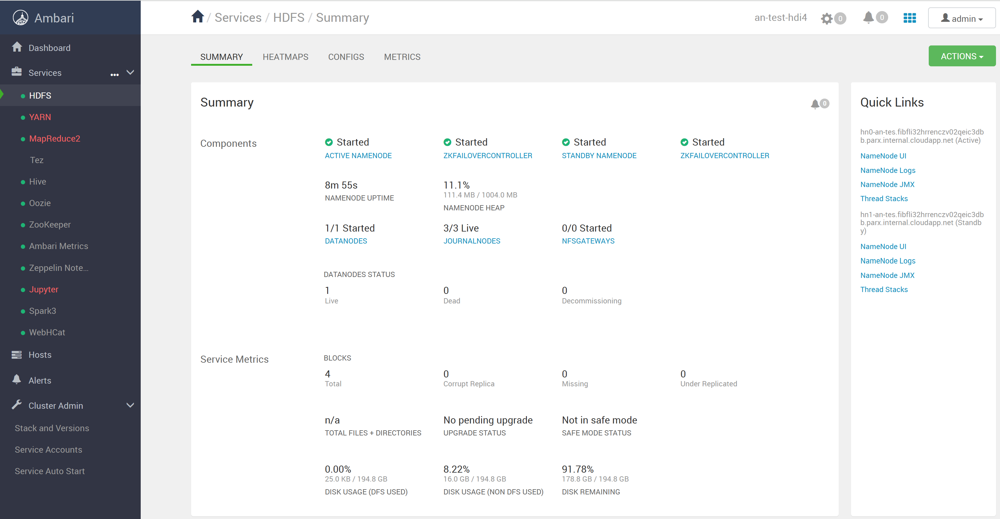 Ambari
Dashboard
Services
HDFS
YARN
MapReduce2
Tez
Hive
Oozie
ZooKeeper
Ambari Metrics
Zeppelin Note...
Jupyter
Spark3
WebHCat
Hosts
Alerts
Cluster Admin
Stack and Versions
Service Accounts
Service Auto Start
/ Services / HDFS / Summary
an-test-hdi4 0 0 admin
SUMMARY HEATMAPS CONFIGS METRICS
ACTIONS
Summary 0
Components
Started Started Started Started
ACTIVE NAMENODE ZKFAILOVERCONTROLLER STANDBY NAMENODE ZKFAILOVERCONTROLLER
8m 55s
NAMENODE UPTIME
11.1%
111.4 MB / 1004.0 MB
NAMENODE HEAP
1/1 Started 3/3 Live 0/0 Started
DATANODES JOURNALNODES NFSGATEWAYS
DATANODES STATUS
1 0 0
Live Dead Decommissioning
Service Metrics
BLOCKS
4 0 0 0
Total Corrupt Replica Missing Under Replicated
n/a No pending upgrade Not in safe mode
TOTAL FILES + DIRECTORIES UPGRADE STATUS SAFE MODE STATUS
0.00% 8.22% 91.78%
25.0 KB / 194.8 GB 16.0 GB / 194.8 GB 178.8 GB / 194.8 GB
DISK USAGE (DFS USED) DISK USAGE (NON DFS USED) DISK REMAINING
Quick Links
hn0-an-tes.fibfli32hrrenczv02qeic3db
b.parx.internal.cloudapp.net (Active)
NameNode UI
NameNode Logs
NameNode JMX
Thread Stacks
hn1-an-tes.fibfli32hrrenczv02qeic3db
b.parx.internal.cloudapp.net (Standb
y)
NameNode UI
NameNode Logs
NameNode JMX
Thread Stacks